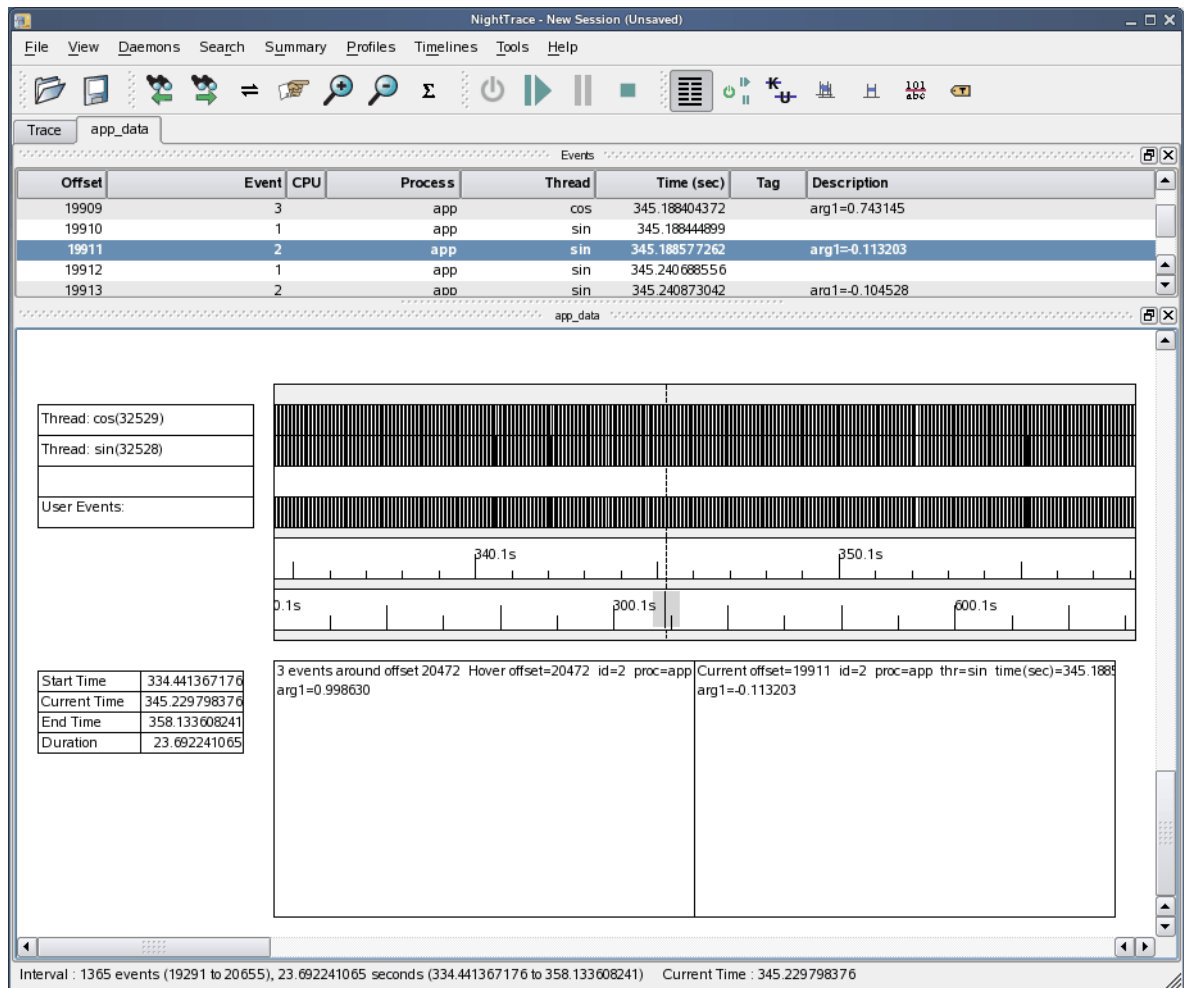 NightTrace - New Session (Unsaved)
File View Daemons Search Summary Profiles Timelines Tools Help
Σ K U 101 abc T
Trace app_data
Events
Offset Event CPU Process Thread Time (sec) Tag Description
19909 3 app cos 345.188404372 arg1=0.743145
19910 1 app sin 345.188444899
19911 2 app sin 345.188577262 arg1=-0.113203
19912 1 app sin 345.240688556
19913 2 app sin 345.240873042 arg1=-0.104528
app_data
Thread: cos(32529)
Thread: sin(32528)
User Events:
340.1s 350.1s
0.1s 300.1s 600.1s
Start Time 334.441367176
Current Time 345.229798376
End Time 358.133608241
Duration 23.692241065
3 events around offset 20472 Hover offset=20472 id=2 proc=app
arg1=0.998630
Current offset=19911 id=2 proc=app thr=sin time(sec)=345.1885
arg1=-0.113203
Interval : 1365 events (19291 to 20655), 23.692241065 seconds (334.441367176 to 358.133608241) Current Time : 345.229798376